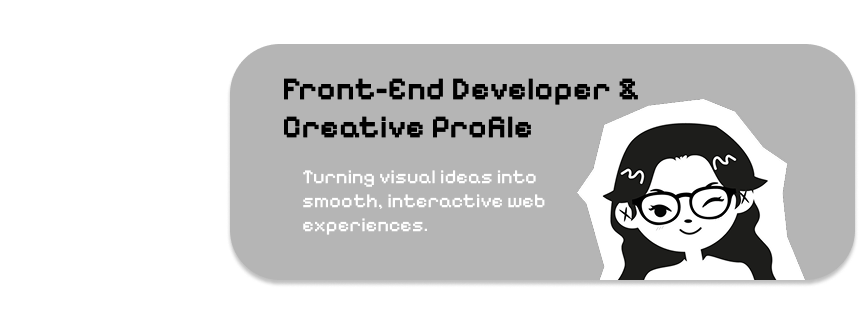 Front-End Developer &
Creative Profile
Turning visual ideas into
smooth, interactive web
experiences.